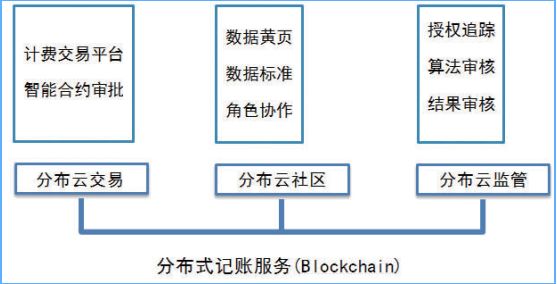 计费交易平台
智能合约审批
数据黄页
数据标准
角色协作
授权追踪
算法审核
结果审核
分布云交易
分布云社区
分布云监管
分布式记账服务(Blockchain)